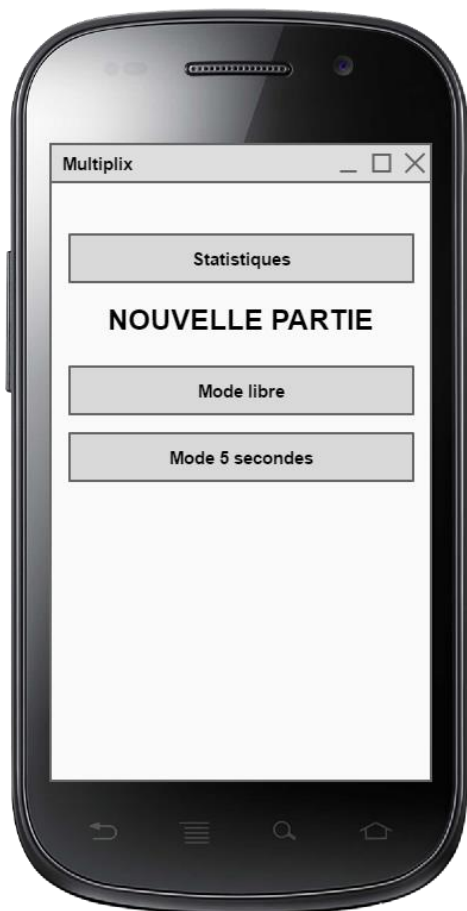 Multiplix
Statistiques
NOUVELLE PARTIE
Mode libre
Mode 5 secondes